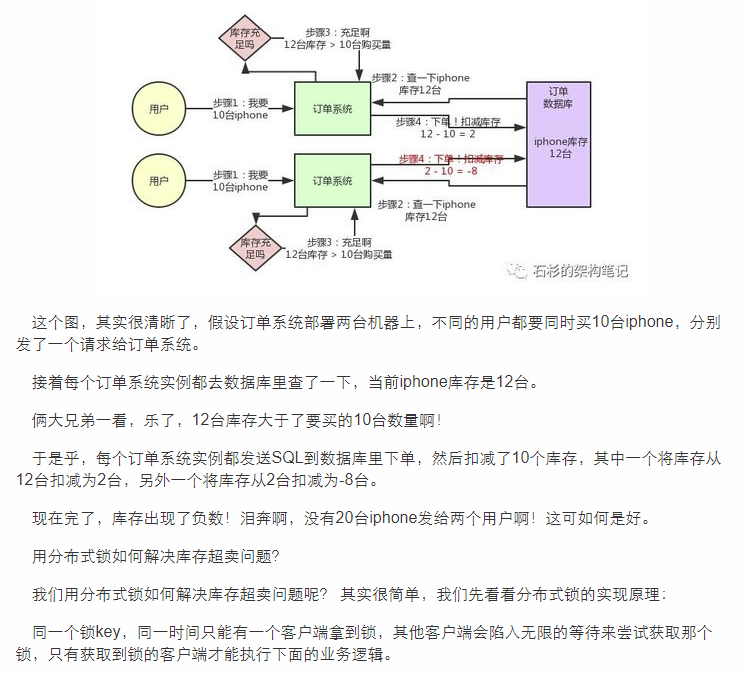 库存充
足吗
步骤3：充足啊
12台库存 > 10台购买量
用户
步骤1：我要
10台iphone
订单系统
步骤2：查一下iphone
库存12台
步骤4：下单！扣减库存
12 - 10 = 2
订单
数据库
iphone库存
12台
用户
步骤1：我要
10台iphone
订单系统
步骤4：下单！扣减库存
2 - 10 = -8
步骤2：查一下iphone
库存12台
库存充
足吗
步骤3：充足啊
12台库存 > 10台购买量
石杉的架构笔记
这个图，其实很清晰了，假设订单系统部署两台机器上，不同的用户都要同时买10台iphone，分别
发了一个请求给订单系统。
接着每个订单系统实例都去数据库里查了一下，当前iphone库存是12台。
俩大兄弟一看，乐了，12台库存大于了要买的10台数量啊！
于是乎，每个订单系统实例都发送SQL到数据库里下单，然后扣减了10个库存，其中一个将库存从
12台扣减为2台，另外一个将库存从2台扣减为-8台。
现在完了，库存出现了负数！泪奔啊，没有20台iphone发给两个用户啊！这可如何是好。
用分布式锁如何解决库存超卖问题？
我们用分布式锁如何解决库存超卖问题呢？ 其实很简单，我们先看看分布式锁的实现原理：
同一个锁key，同一时间只能有一个客户端拿到锁，其他客户端会陷入无限的等待来尝试获取那个
锁，只有获取到锁的客户端才能执行下面的业务逻辑。